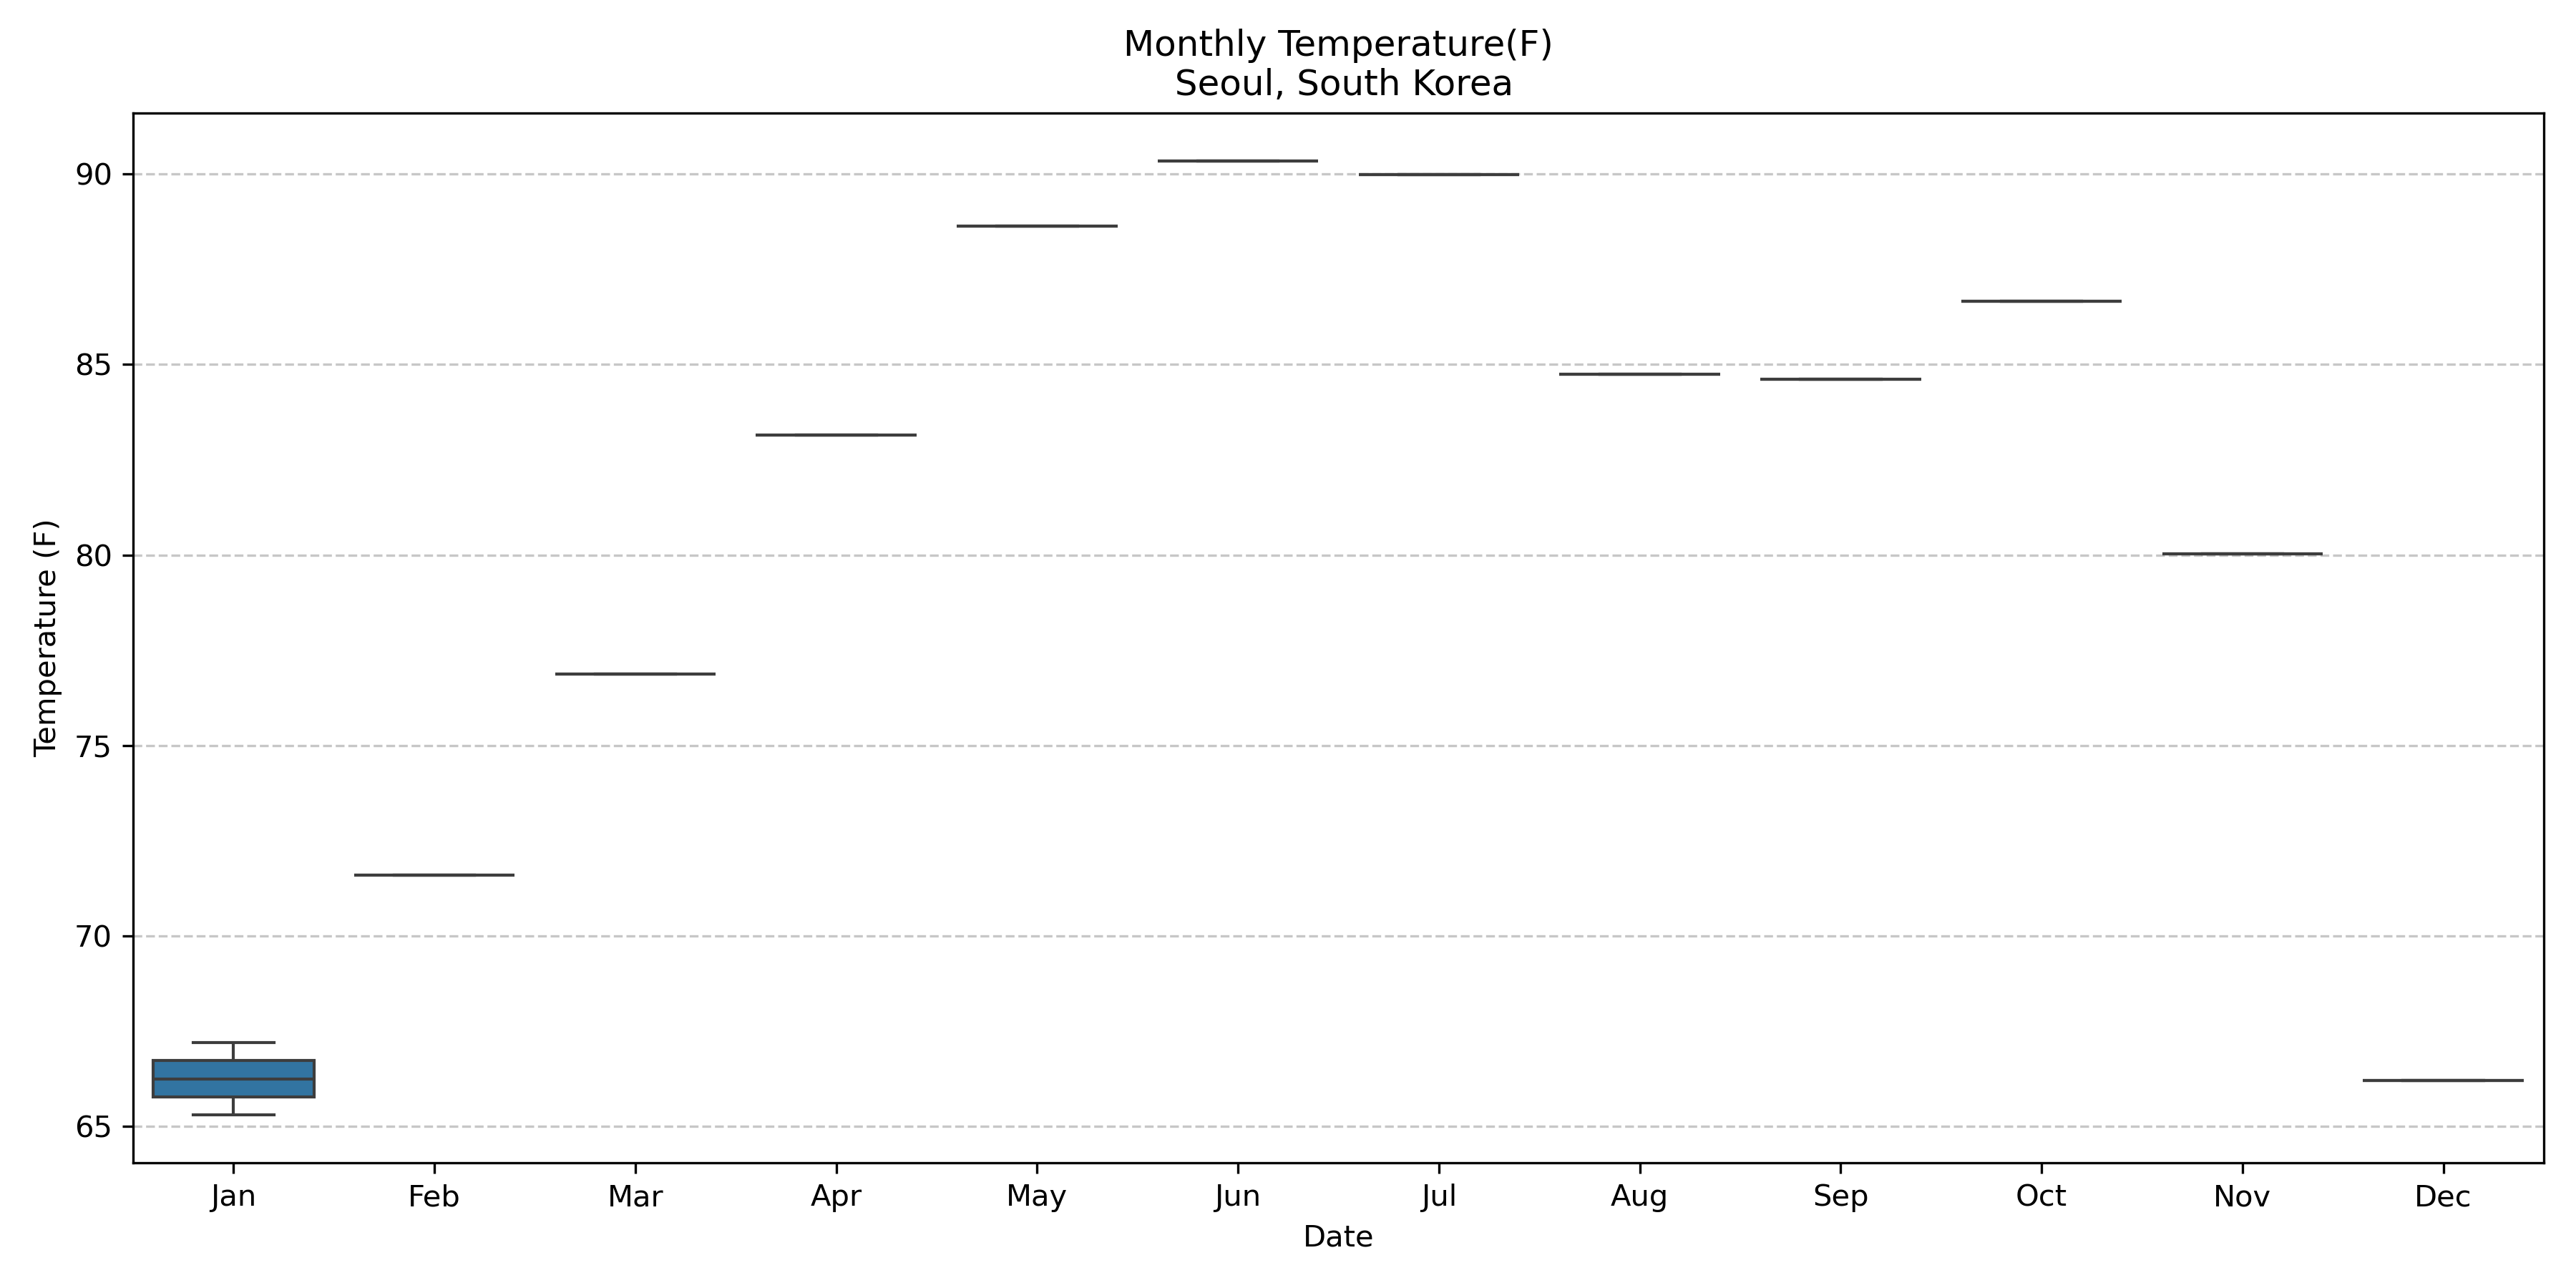 Monthly Temperature(F)
Seoul, South Korea
Temperature (F)
90
85
80
75
70
65
Jan Feb Mar Apr May Jun Jul Aug Sep Oct Nov Dec
Date